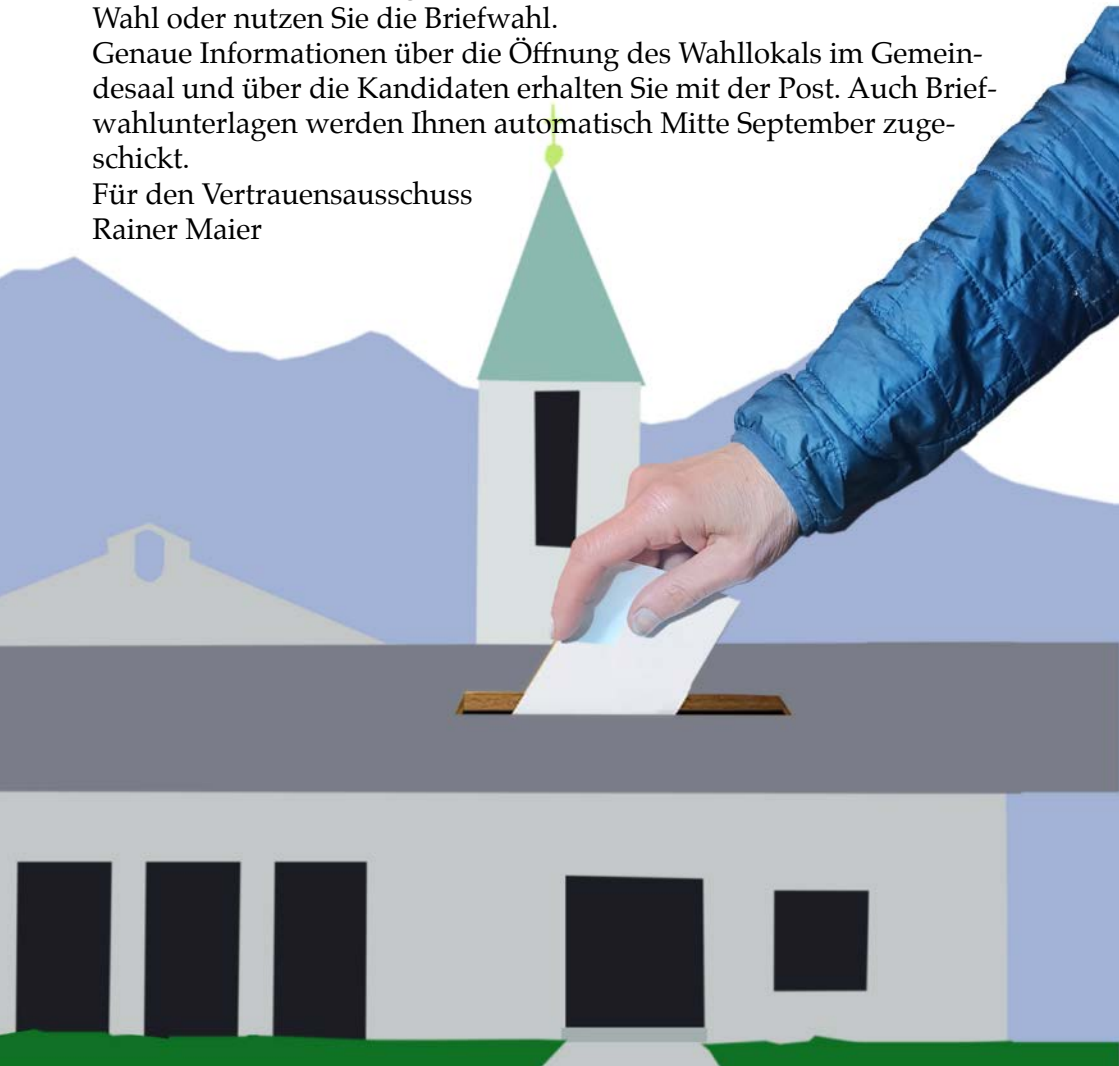 Wahl oder nutzen Sie die Briefwahl.
Genaue Informationen über die Öffnung des Wahllokals im Gemein-
desaal und über die Kandidaten erhalten Sie mit der Post. Auch Brief-
wahlunterlagen werden Ihnen automatisch Mitte September zuge-
schickt.
Für den Vertrauensausschuss
Rainer Maier